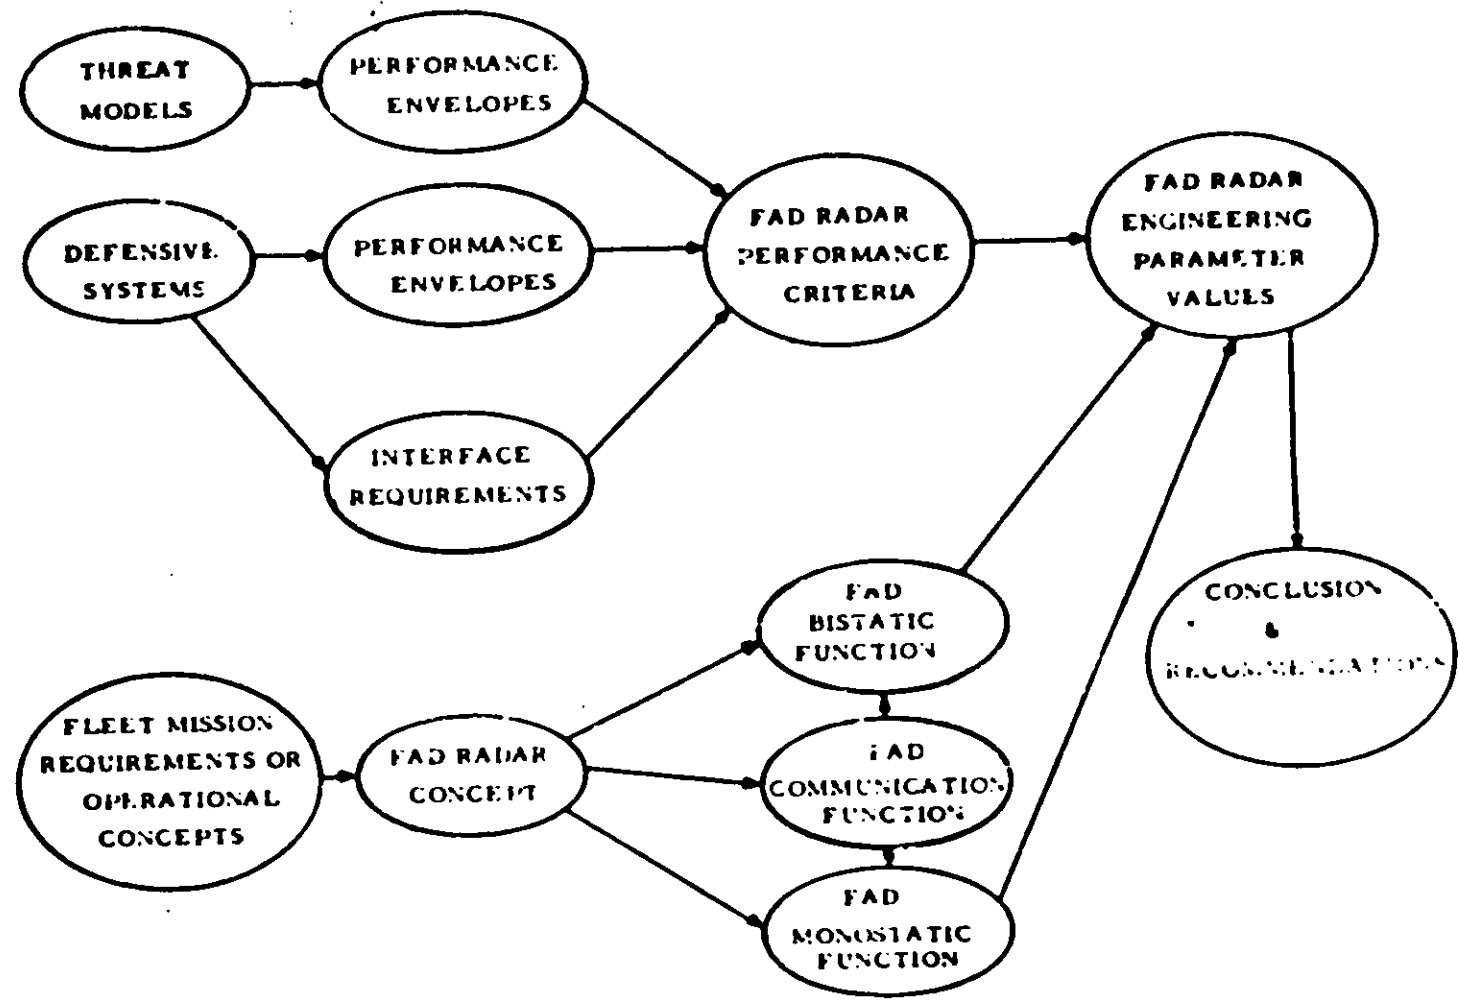 THREAT
MODELS
PERFORMANCE
ENVELOPES
DEFENSIVE
SYSTEMS
PERFORMANCE
ENVELOPES
INTERFACE
REQUIREMENTS
FAD RADAR
PERFORMANCE
CRITERIA
FAD RADAR
ENGINEERING
PARAMETER
VALUES
FLEET MISSION
REQUIREMENTS OR
OPERATIONAL
CONCEPTS
FAD RADAR
CONCEPT
FAD
BISTATIC
FUNCTION
FAD
COMMUNICATION
FUNCTION
FAD
MONOSTATIC
FUNCTION
CONCLUSION
&
RECOMMENDATIONS